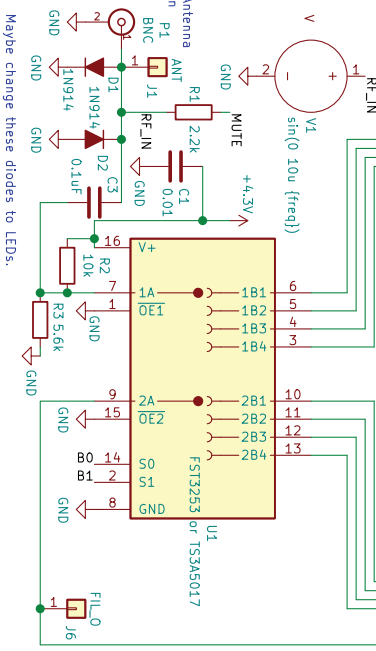 Antenna
n
Maybe change these diodes to LEDs.
GND
2
BNC
P1
1
GND
1N914
D1
1
ANT
J1
GND
1N914
D2
RF_IN
R1
2.2k
MUTE
V
GND
2
1
RF_IN
V1
sin(0 10u {freq})
0.1uF
C3
GND
C1
0.01
+4.3V
R2
10k
R3
5.6k
GND
16
V+
7
1A
1
OE1
GND
1B1
6
1B2
5
1B3
4
1B4
3
9
2A
15
OE2
GND
2B1
10
2B2
11
2B3
12
2B4
13
B0
14
S0
B1
2
S1
GND
8
GND
FST3253 or TS3A5017
U1
1
FIL_O
J6